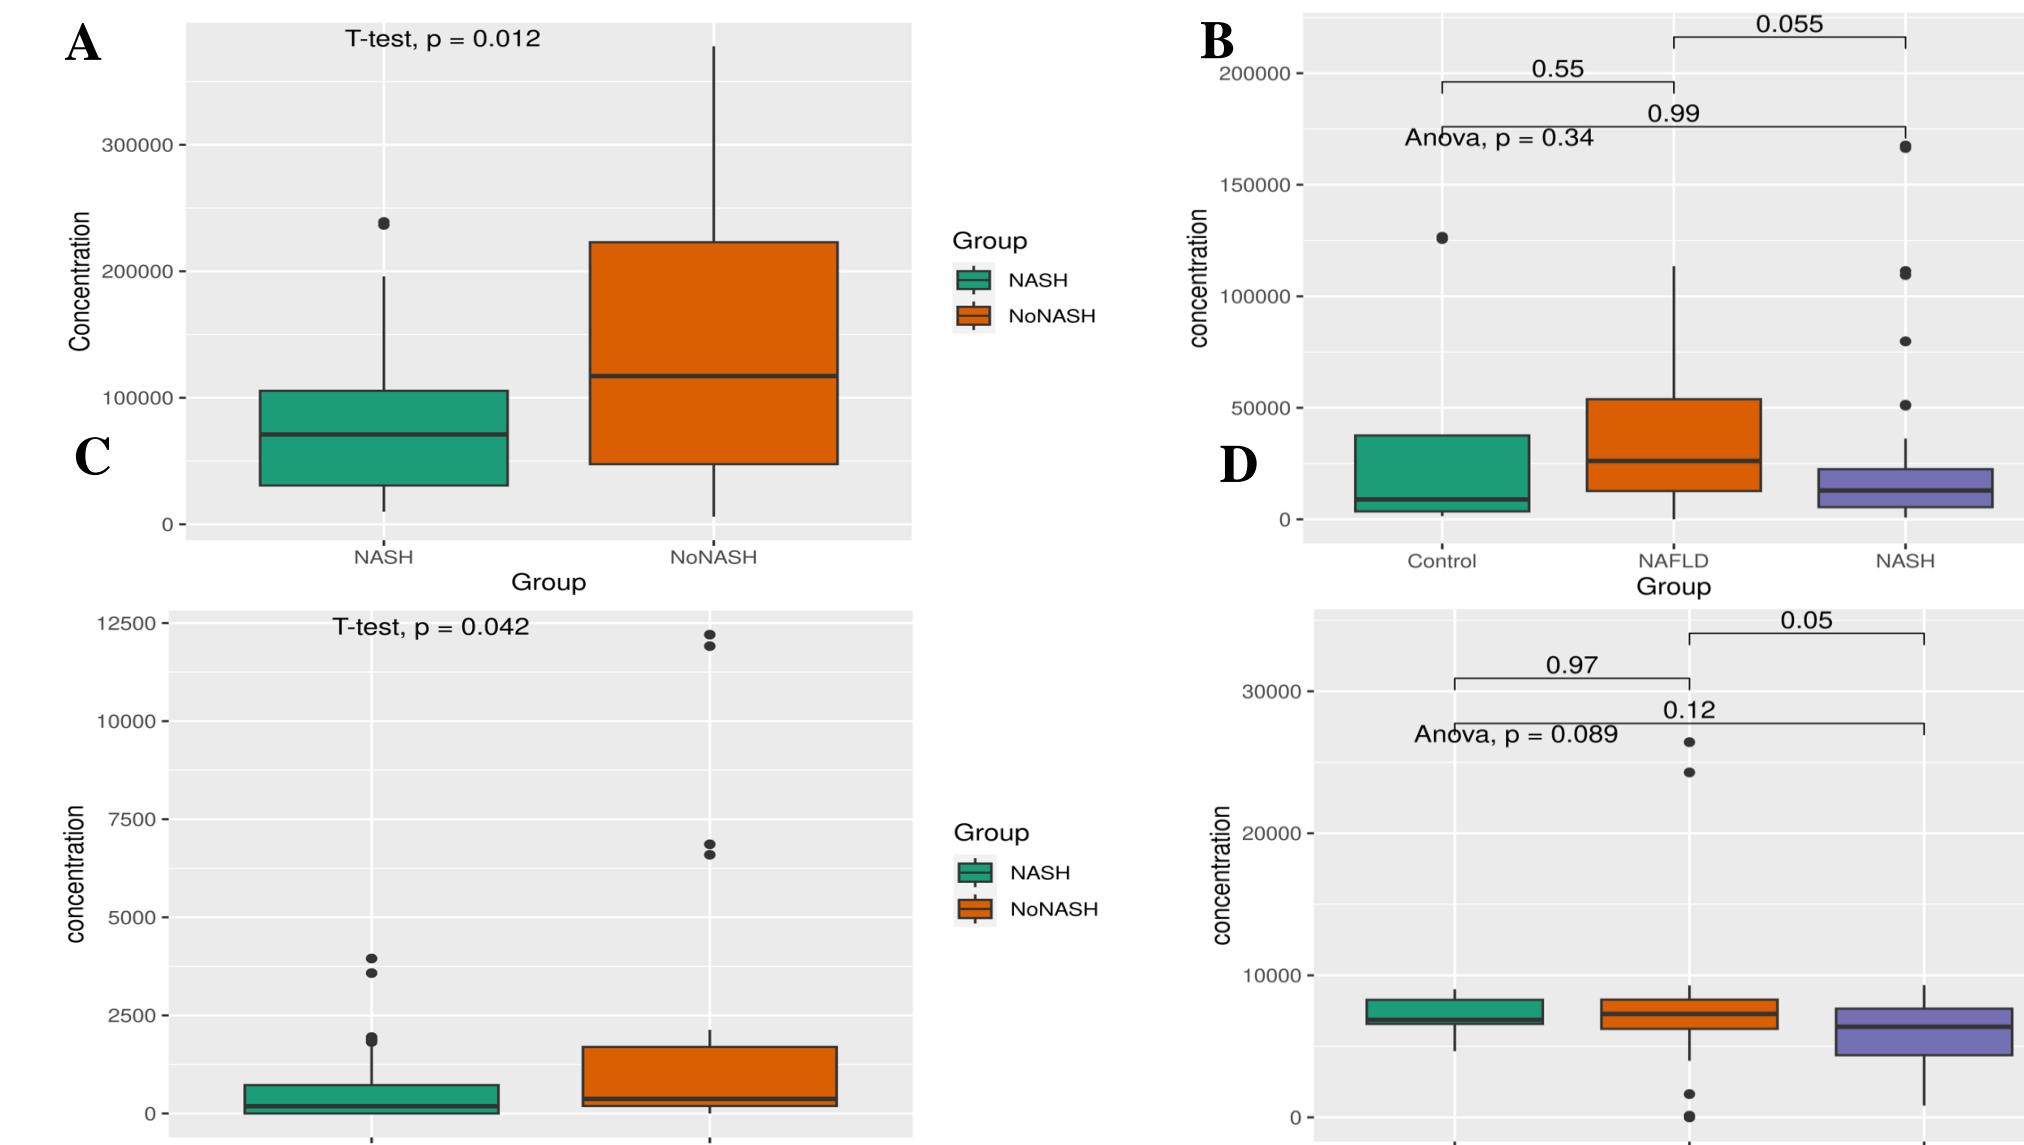 A
T-test, p = 0.012
300000
200000
100000
0
Concentration
NASH
NoNASH
Group
Group
NASH
NoNASH
B
0.055
0.55
0.99
Anova, p = 0.34
200000
150000
100000
50000
0
concentration
Control
NAFLD
NASH
Group
C
T-test, p = 0.042
12500
10000
7500
5000
2500
0
concentration
Group
NASH
NoNASH
D
0.05
0.97
0.12
Anova, p = 0.089
30000
20000
10000
0
concentration